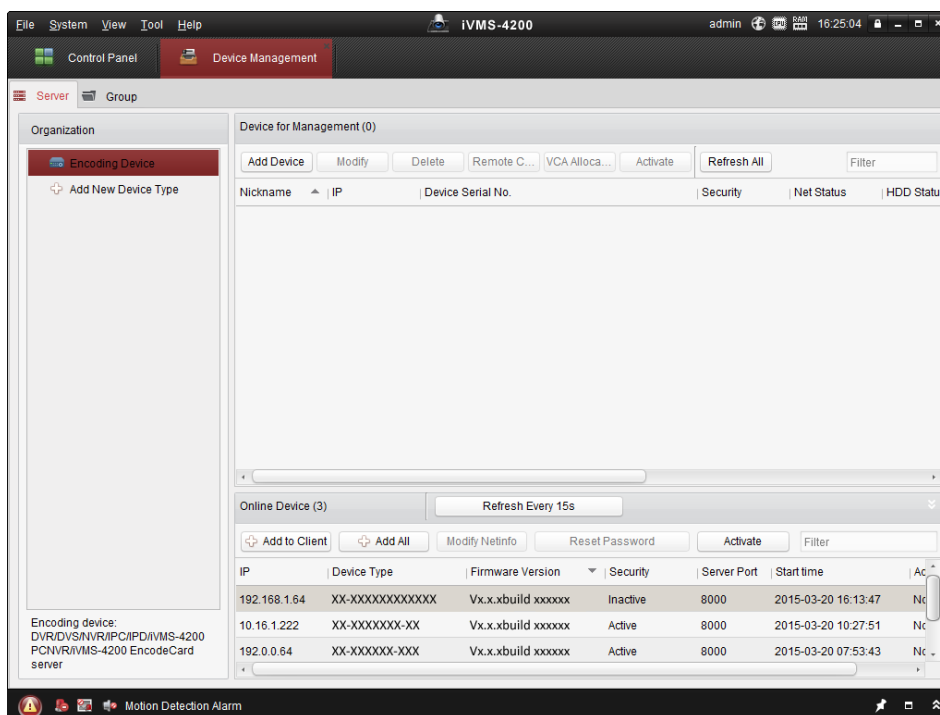 File System View Tool Help iVMS-4200 admin CPU RAM 16:25:04
Control Panel Device Management
Server Group
Organization
Encoding Device
Add New Device Type
Encoding device:
DVR/DVS/NVR/IPC/IPD/iVMS-4200
PCNVR/iVMS-4200 EncodeCard
server
Device for Management (0)
Add Device Modify Delete Remote C... VCA Alloca... Activate Refresh All Filter
Nickname IP Device Serial No. Security Net Status HDD Statu
Online Device (3) Refresh Every 15s
Add to Client Add All Modify Netinfo Reset Password Activate Filter
IP Device Type Firmware Version Security Server Port Start time Ac
192.168.1.64 XX-XXXXXXXXXXXX Vx.x.xbuild xxxxxx Inactive 8000 2015-03-20 16:13:47 No
10.16.1.222 XX-XXXXXXX-XX Vx.x.xbuild xxxxxx Active 8000 2015-03-20 10:27:51 No
192.0.0.64 XX-XXXXXX-XXX Vx.x.xbuild xxxxxx Active 8000 2015-03-20 07:53:43 No
Motion Detection Alarm